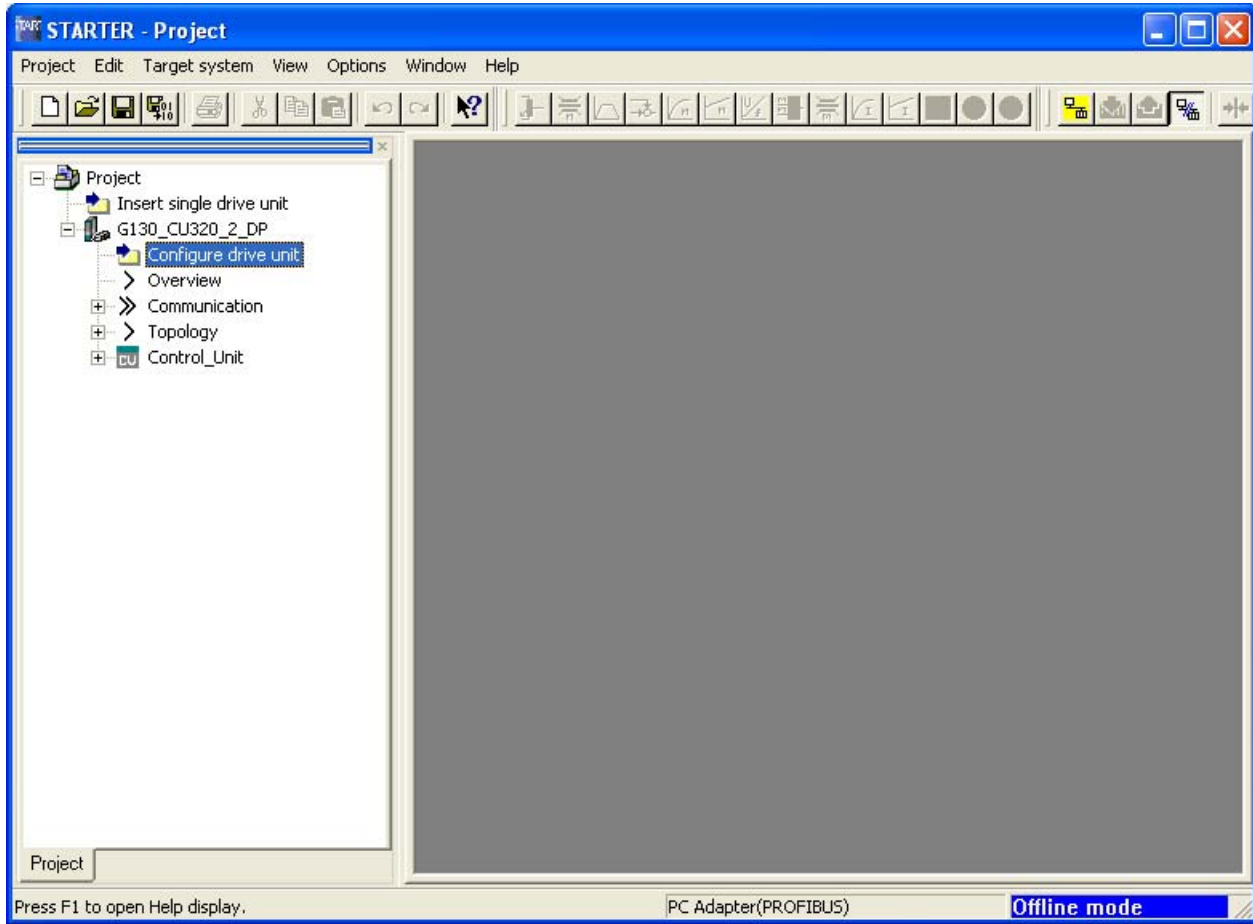 STARTER - Project
Project Edit Target system View Options Window Help
Project
Insert single drive unit
G130_CU320_2_DP
Configure drive unit
Overview
Communication
Topology
CU Control_Unit
Project
Press F1 to open Help display. PC Adapter(PROFIBUS) Offline mode